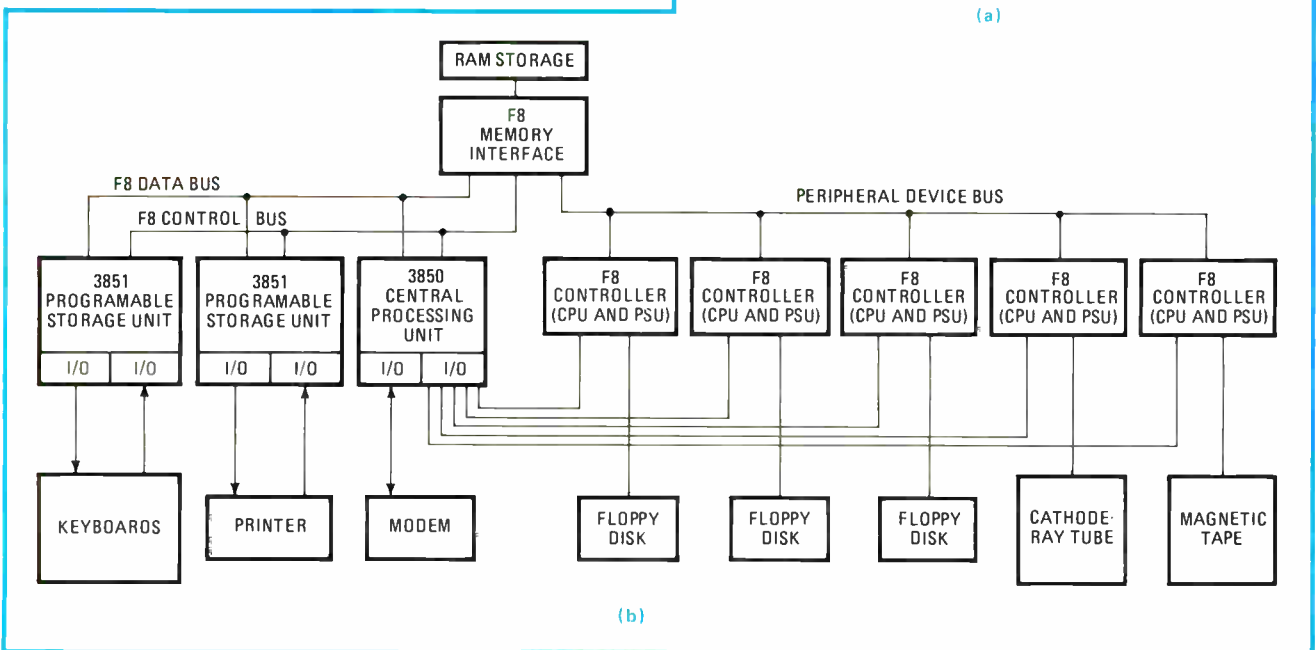 (a)
RAM STORAGE
F8
MEMORY
INTERFACE
F8 DATA BUS
F8 CONTROL BUS
PERIPHERAL DEVICE BUS
3851
PROGRAMABLE
STORAGE UNIT
I/O I/O
3851
PROGRAMABLE
STORAGE UNIT
I/O I/O
3850
CENTRAL
PROCESSING
UNIT
I/O I/O
F8
CONTROLLER
(CPU AND PSU)
F8
CONTROLLER
(CPU AND PSU)
F8
CONTROLLER
(CPU AND PSU)
F8
CONTROLLER
(CPU AND PSU)
F8
CONTROLLER
(CPU AND PSU)
KEYBOARDS
PRINTER
MODEM
FLOPPY
DISK
FLOPPY
DISK
FLOPPY
DISK
CATHODE-
RAY TUBE
MAGNETIC
TAPE
(b)